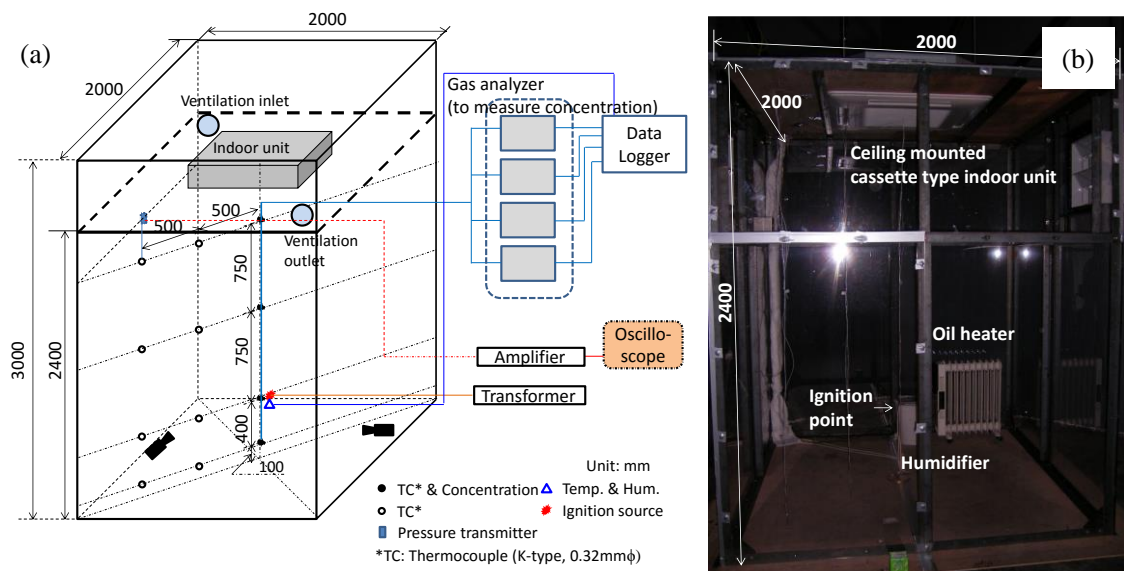 (a)
2000
2000
Ventilation inlet
Indoor unit
500
500
Ventilation
outlet
750
750
400
100
3000
2400
Gas analyzer
(to measure concentration)
Data
Logger
Amplifier
Oscillo-
scope
Transformer
Unit: mm
TC* & Concentration
Temp. & Hum.
TC*
Ignition source
Pressure transmitter
*TC: Thermocouple (K-type, 0.32mmϕ)
(b)
2000
2000
Ceiling mounted
cassette type indoor unit
2400
Oil heater
Ignition
point
Humidifier